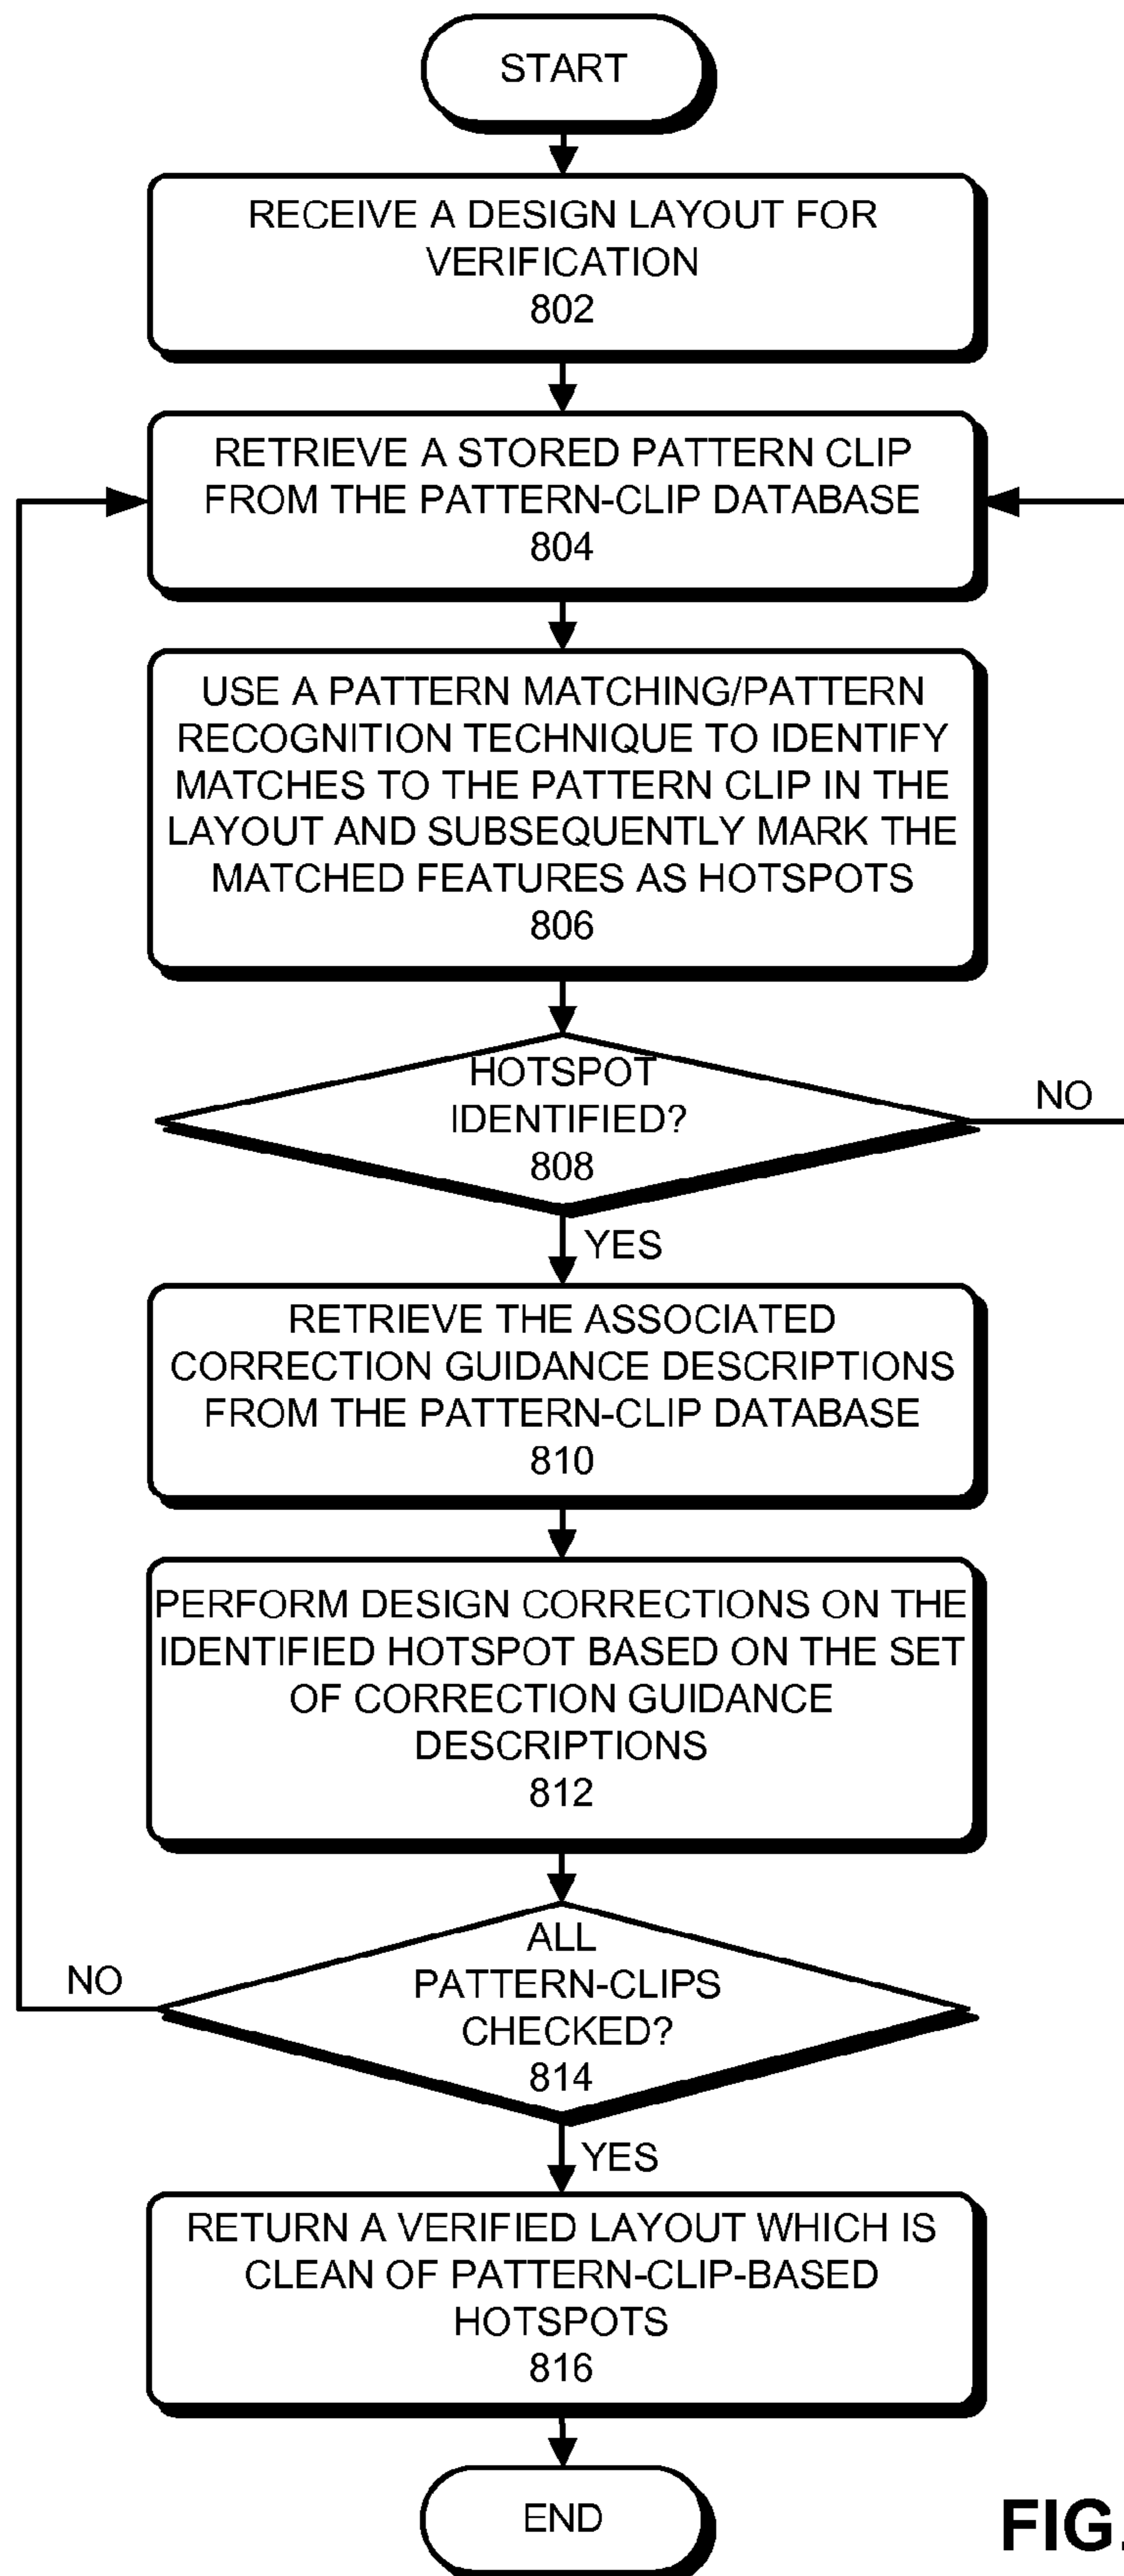 START
RECEIVE A DESIGN LAYOUT FOR
VERIFICATION
802
RETRIEVE A STORED PATTERN CLIP
FROM THE PATTERN-CLIP DATABASE
804
USE A PATTERN MATCHING/PATTERN
RECOGNITION TECHNIQUE TO IDENTIFY
MATCHES TO THE PATTERN CLIP IN THE
LAYOUT AND SUBSEQUENTLY MARK THE
MATCHED FEATURES AS HOTSPOTS
806
HOTSPOT
IDENTIFIED?
808
NO
YES
RETRIEVE THE ASSOCIATED
CORRECTION GUIDANCE DESCRIPTIONS
FROM THE PATTERN-CLIP DATABASE
810
PERFORM DESIGN CORRECTIONS ON THE
IDENTIFIED HOTSPOT BASED ON THE SET
OF CORRECTION GUIDANCE
DESCRIPTIONS
812
ALL
PATTERN-CLIPS
CHECKED?
814
NO
YES
RETURN A VERIFIED LAYOUT WHICH IS
CLEAN OF PATTERN-CLIP-BASED
HOTSPOTS
816
END
FIG.